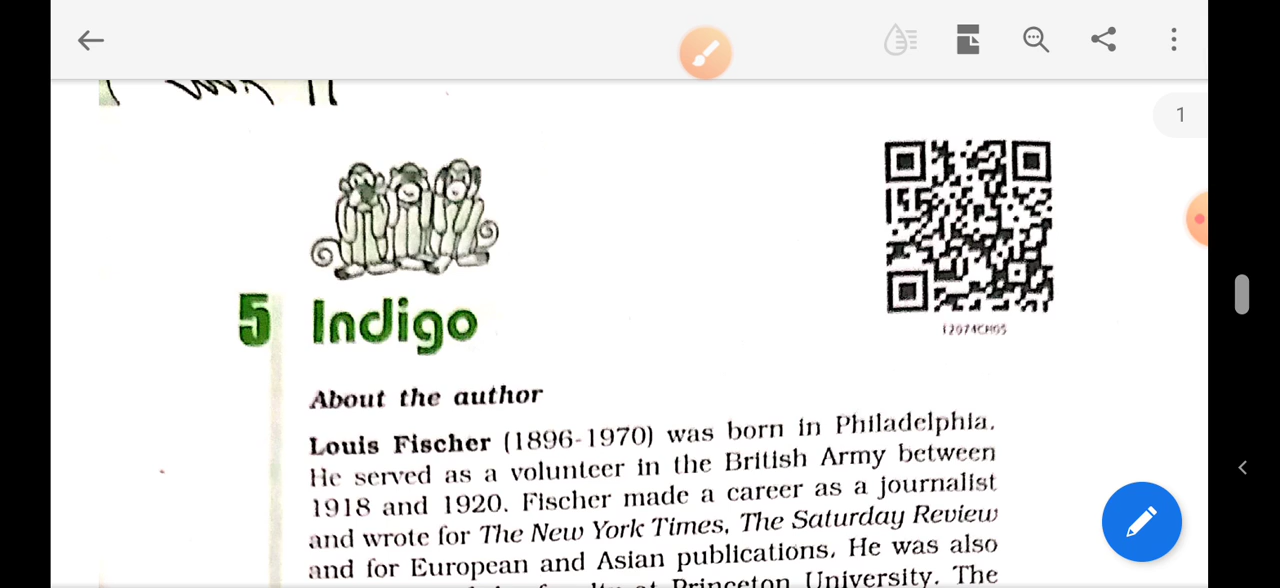 1
12074CH05
5 Indigo
About the author
Louis Fischer (1896-1970) was born in Philadelphia.
He served as a volunteer in the British Army between
1918 and 1920. Fischer made a career as a journalist
and wrote for The New York Times, The Saturday Review
and for European and Asian publications. He was also
at Princeton University. The